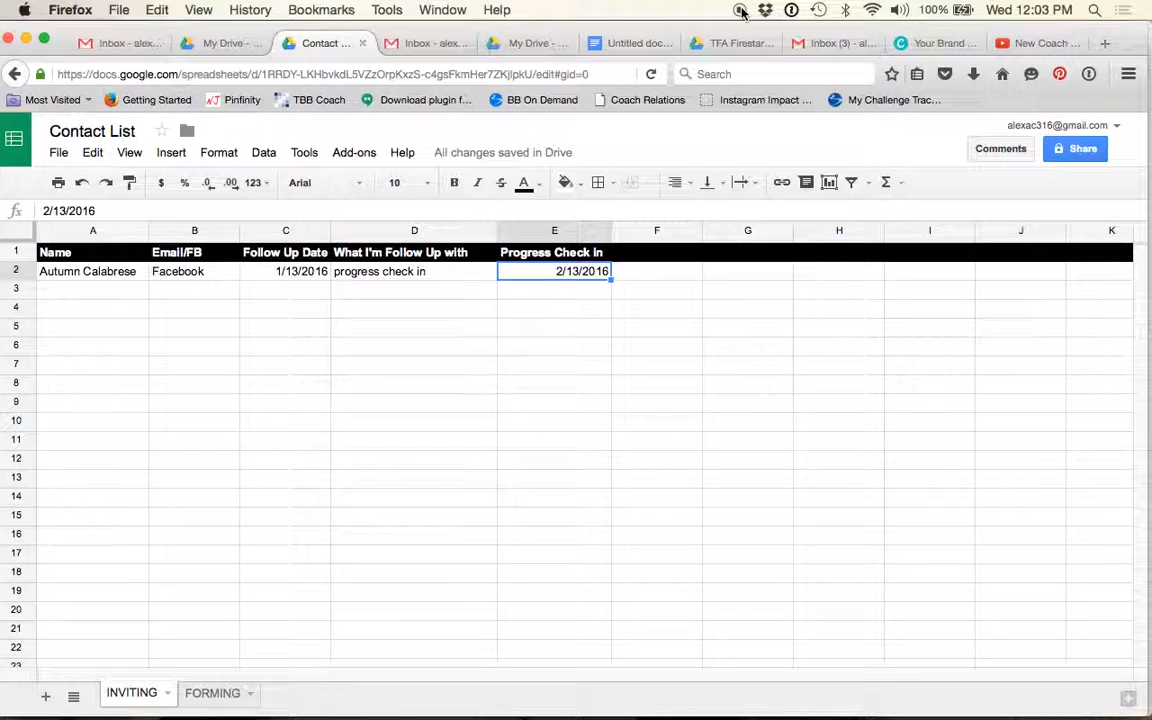 Firefox File Edit View History Bookmarks Tools Window Help 100% Wed 12:03 PM
Inbox - alex... My Drive - ... Contact ... Inbox - alex... My Drive - ... Untitled doc... TFA Firestar... Inbox (3) - a... Your Brand ... New Coach ...
https://docs.google.com/spreadsheets/d/1RRDY-LKHbvkdL5VZzOrpKxzS-c4gsFkmHer7ZKjlpkU/edit#gid=0 Search
Most Visited Getting Started Pinfinity TBB Coach Download plugin f... BB On Demand Coach Relations Instagram Impact ... My Challenge Trac...
Contact List alexac316@gmail.com
File Edit View Insert Format Data Tools Add-ons Help All changes saved in Drive Comments Share
$ % .0 .00 123 Arial 10 B I S A Σ
fx 2/13/2016
A B C D E F G H I J K
1 Name Email/FB Follow Up Date What I'm Follow Up with Progress Check in
2 Autumn Calabrese Facebook 1/13/2016 progress check in 2/13/2016
3
4
5
6
7
8
9
10
11
12
13
14
15
16
17
18
19
20
21
22
23
INVITING FORMING